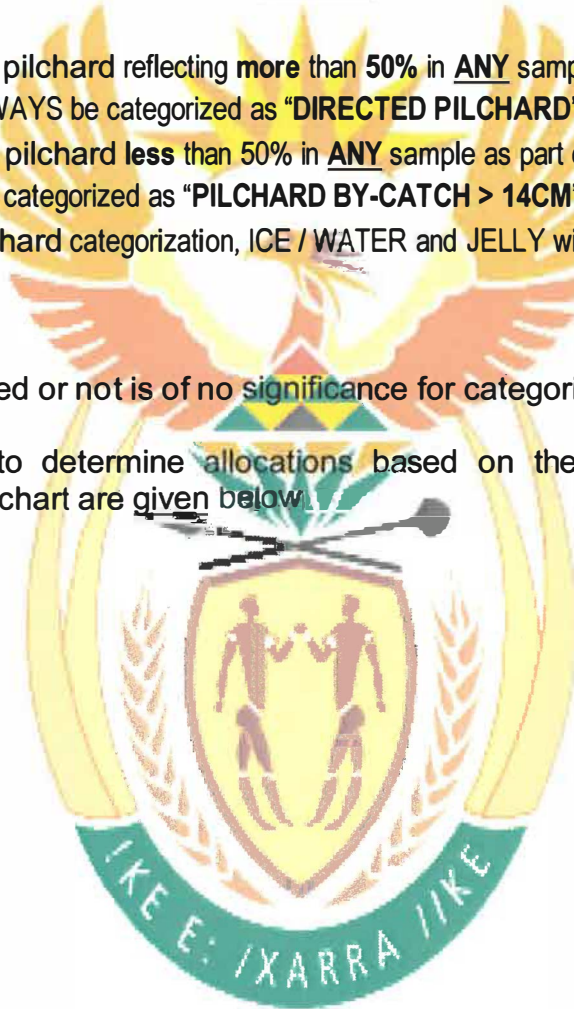 pilchard reflecting more than 50% in ANY samp
WAYS be categorized as “DIRECTED PILCHARD”
pilchard less than 50% in ANY sample as part
categorized as “PILCHARD BY-CATCH > 14CM”
hard categorization, ICE / WATER and JELLY wi
ed or not is of no significance for categori
to determine allocations based on the
chart are given below
!KE E: /XARRA //KE